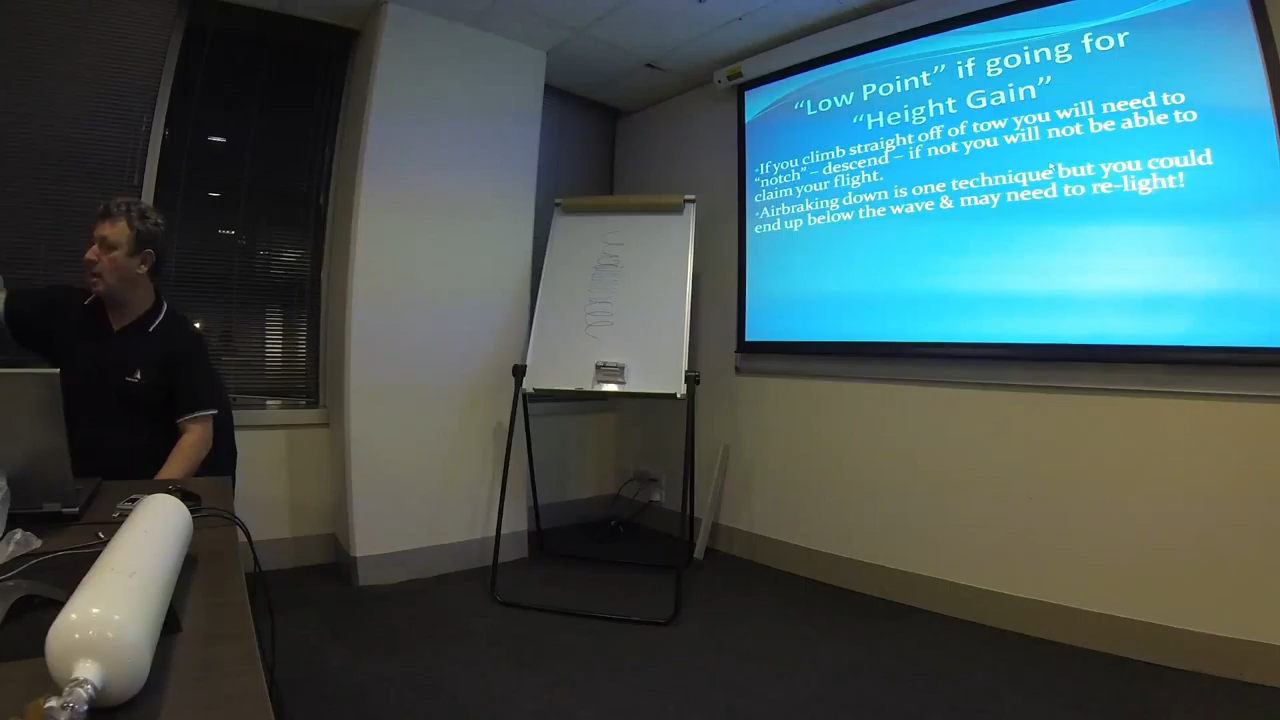 “Low Point” if going for
“Height Gain”
•If you climb straight off of tow you will need to
“notch” – descend – if not you will not be able to
claim your flight.
•Airbraking down is one technique but you could
end up below the wave & may need to re-light!